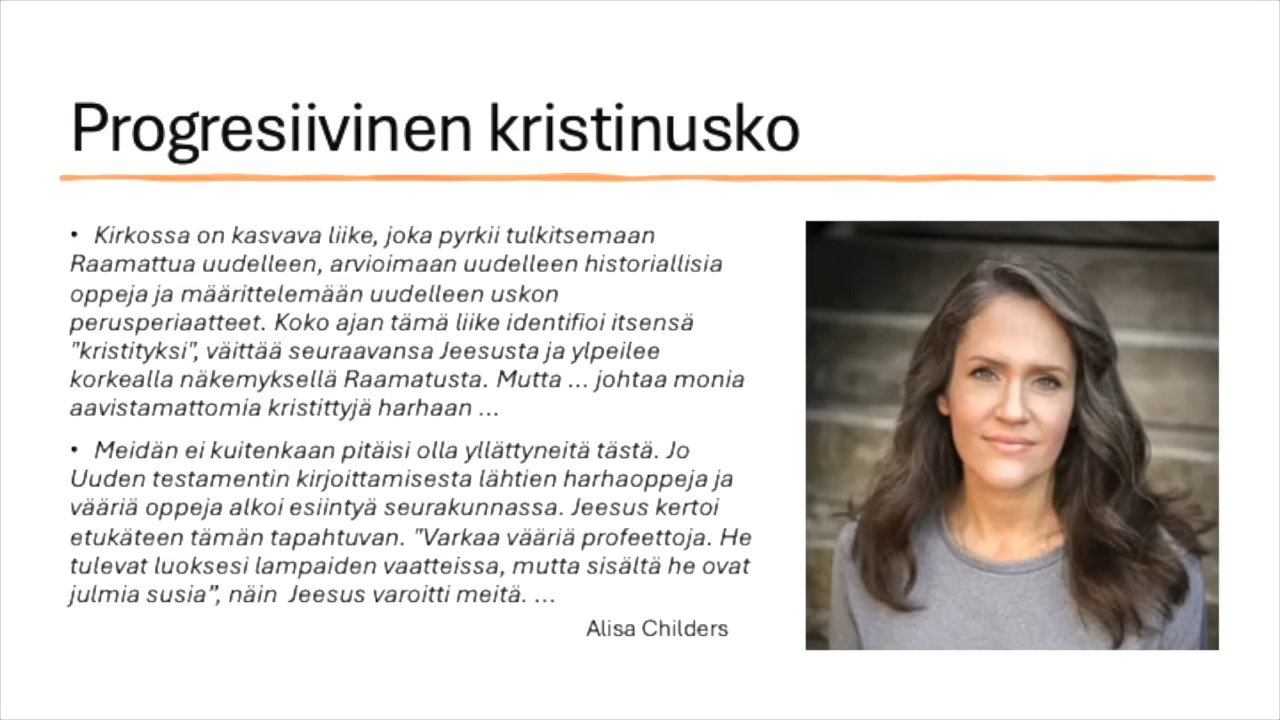 Progresiivinen kristinusko
• Kirkossa on kasvava liike, joka pyrkii tulkitsemaan
Raamattua uudelleen, arvioimaan uudelleen historiallisia
oppeja ja määrittelemään uudelleen uskon
perusperiaatteet. Koko ajan tämä liike identifioi itsensä
"kristityksi", väittää seuraavansa Jeesusta ja ylpeilee
korkealla näkemyksellä Raamatusta. Mutta ... johtaa monia
aavistamattomia kristittyjä harhaan ...
• Meidän ei kuitenkaan pitäisi olla yllättyneitä tästä. Jo
Uuden testamentin kirjoittamisesta lähtien harhaoppeja ja
vääriä oppeja alkoi esiintyä seurakunnassa. Jeesus kertoi
etukäteen tämän tapahtuvan. "Varkaa vääriä profeettoja. He
tulevat luoksesi lampaiden vaatteissa, mutta sisältä he ovat
julmia susia”, näin Jeesus varoitti meitä. ...
Alisa Childers